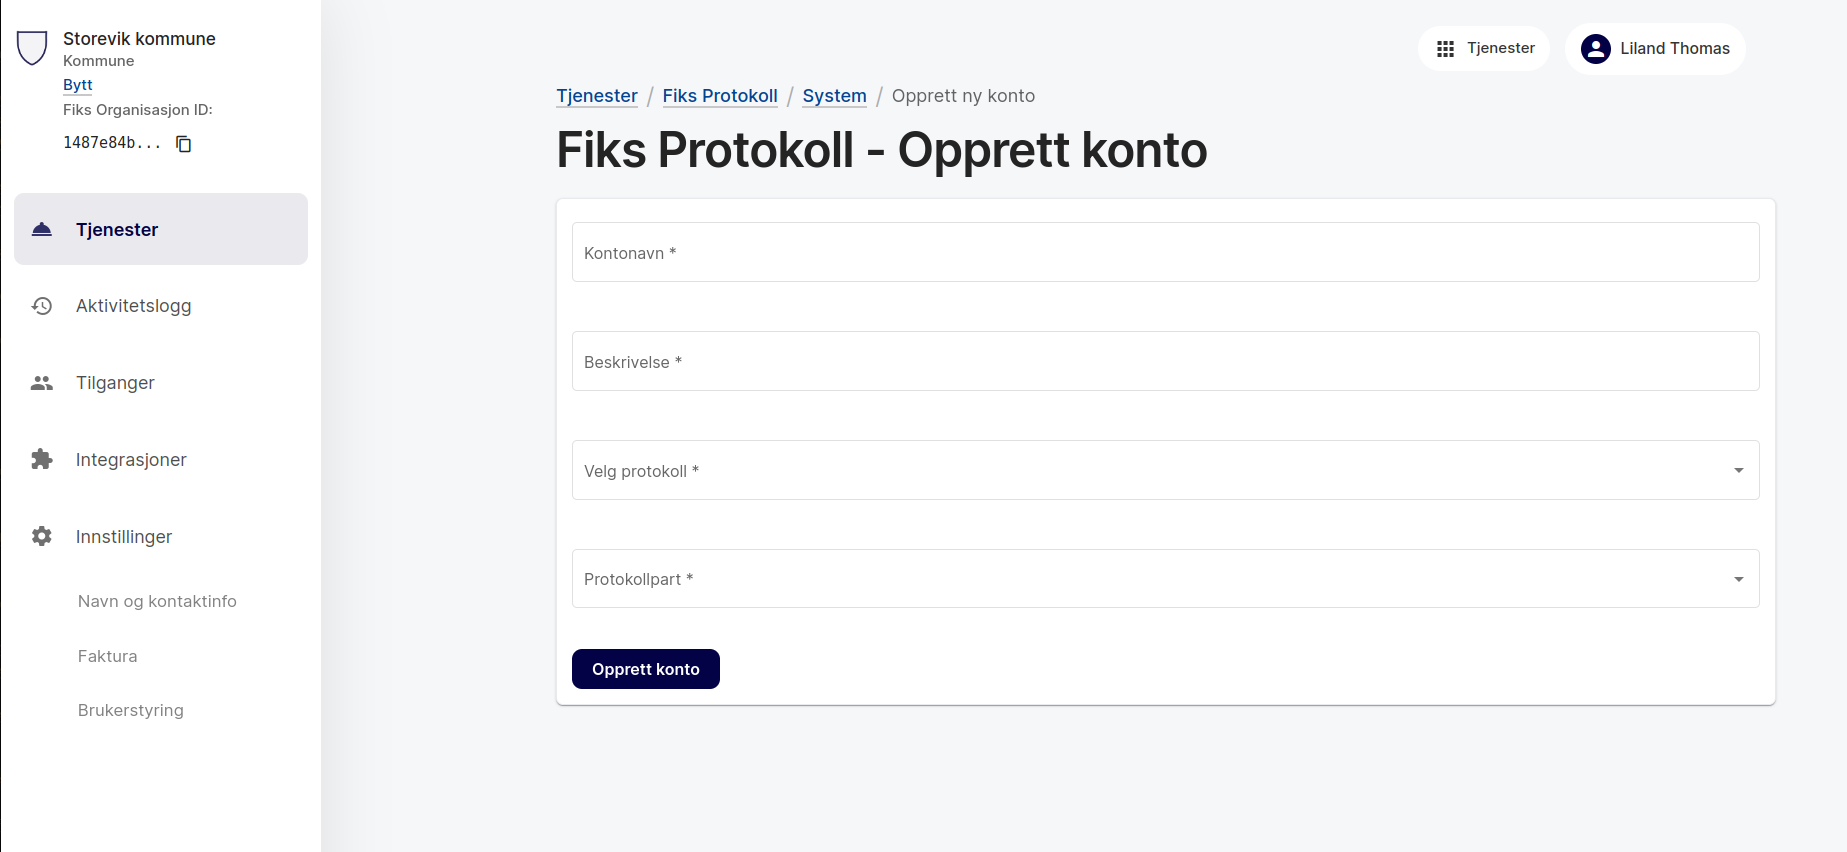 Storevik kommune
Kommune
Bytt
Fiks Organisasjon ID:
1487e84b...
Tjenester
Aktivitetslogg
Tilganger
Integrasjoner
Innstillinger
Navn og kontaktinfo
Faktura
Brukerstyring
Tjenester
Liland Thomas
Tjenester / Fiks Protokoll / System / Opprett ny konto
Fiks Protokoll - Opprett konto
Kontonavn *
Beskrivelse *
Velg protokoll *
Protokollpart *
Opprett konto